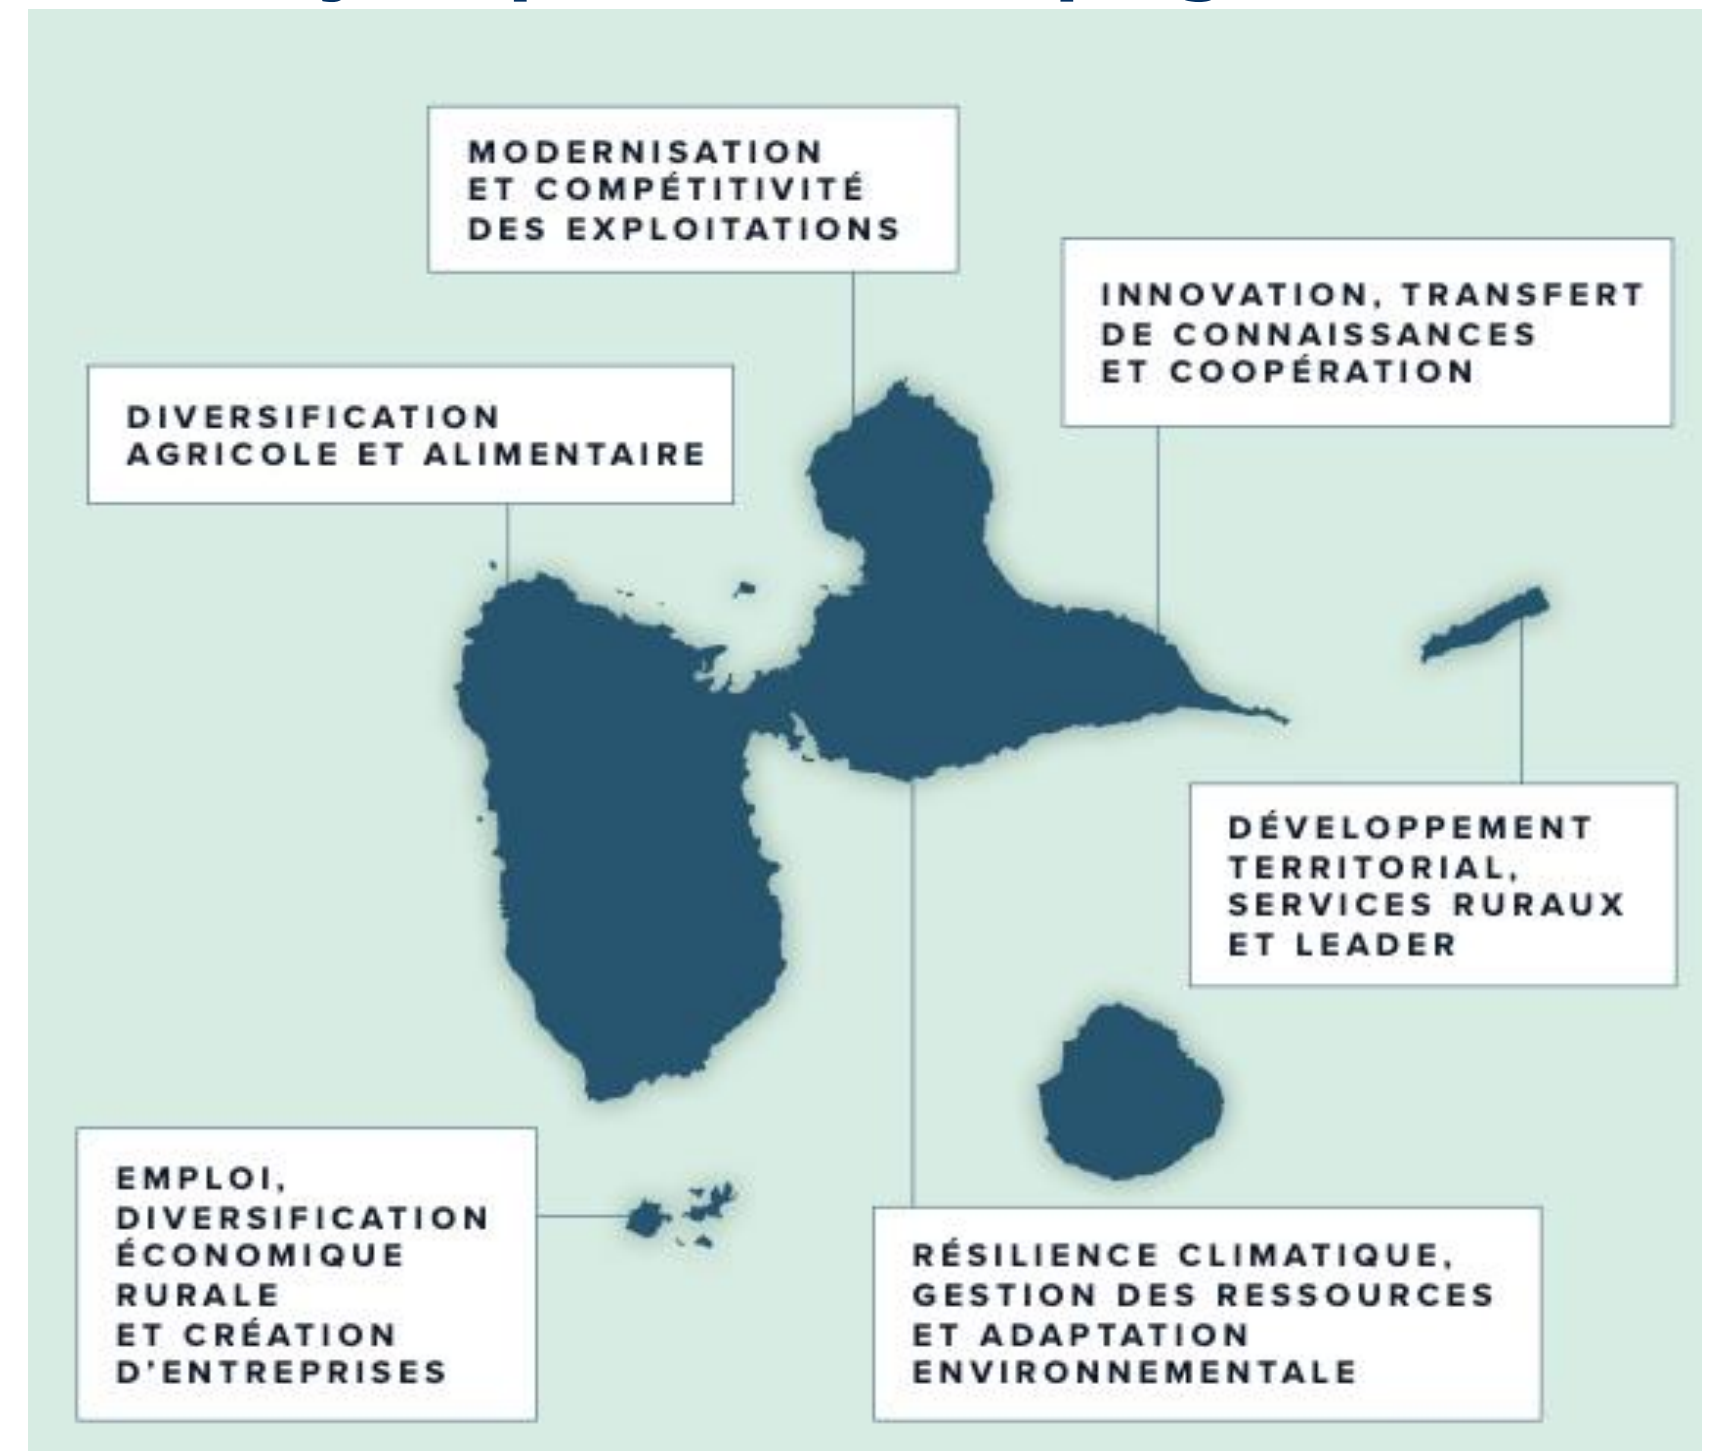 MODERNISATION
ET COMPÉTITIVITÉ
DES EXPLOITATIONS
INNOVATION, TRANSFERT
DE CONNAISSANCES
ET COOPÉRATION
DIVERSIFICATION
AGRICOLE ET ALIMENTAIRE
DÉVELOPPEMENT
TERRITORIAL,
SERVICES RURAUX
ET LEADER
EMPLOI,
DIVERSIFICATION
ÉCONOMIQUE
RURALE
ET CRÉATION
D'ENTREPRISES
RÉSILIENCE CLIMATIQUE,
GESTION DES RESSOURCES
ET ADAPTATION
ENVIRONNEMENTALE